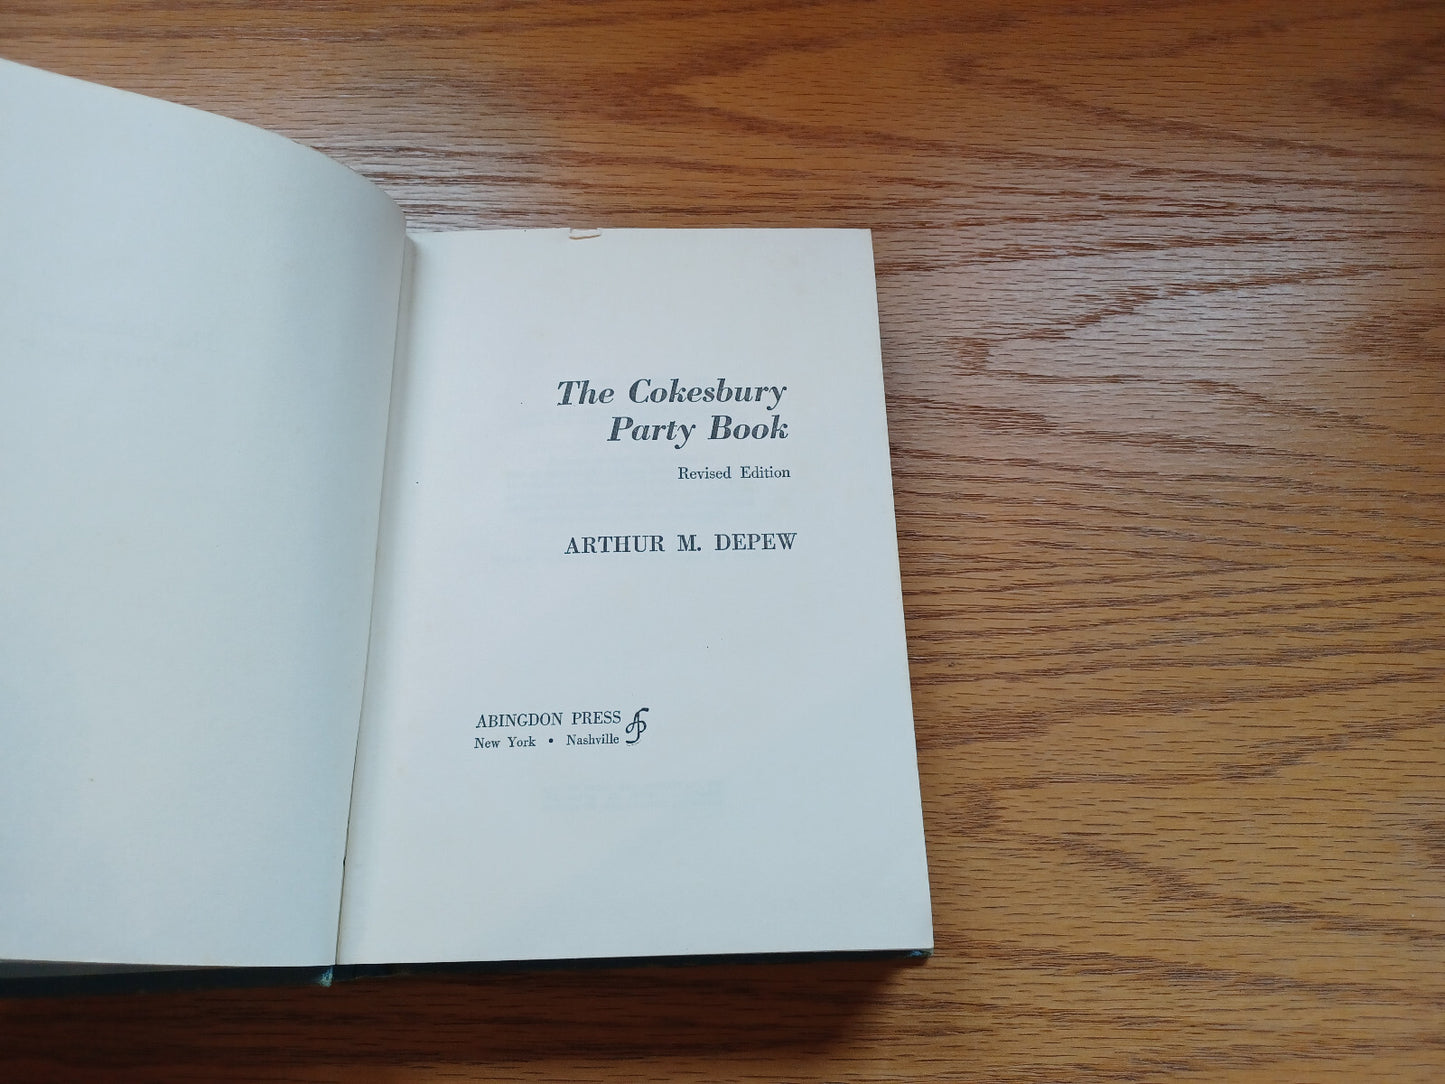 The Cokesbury
Party Book
Revised Edition
ARTHUR M. DEPEW
ABINGDON PRESS
New York • Nashville